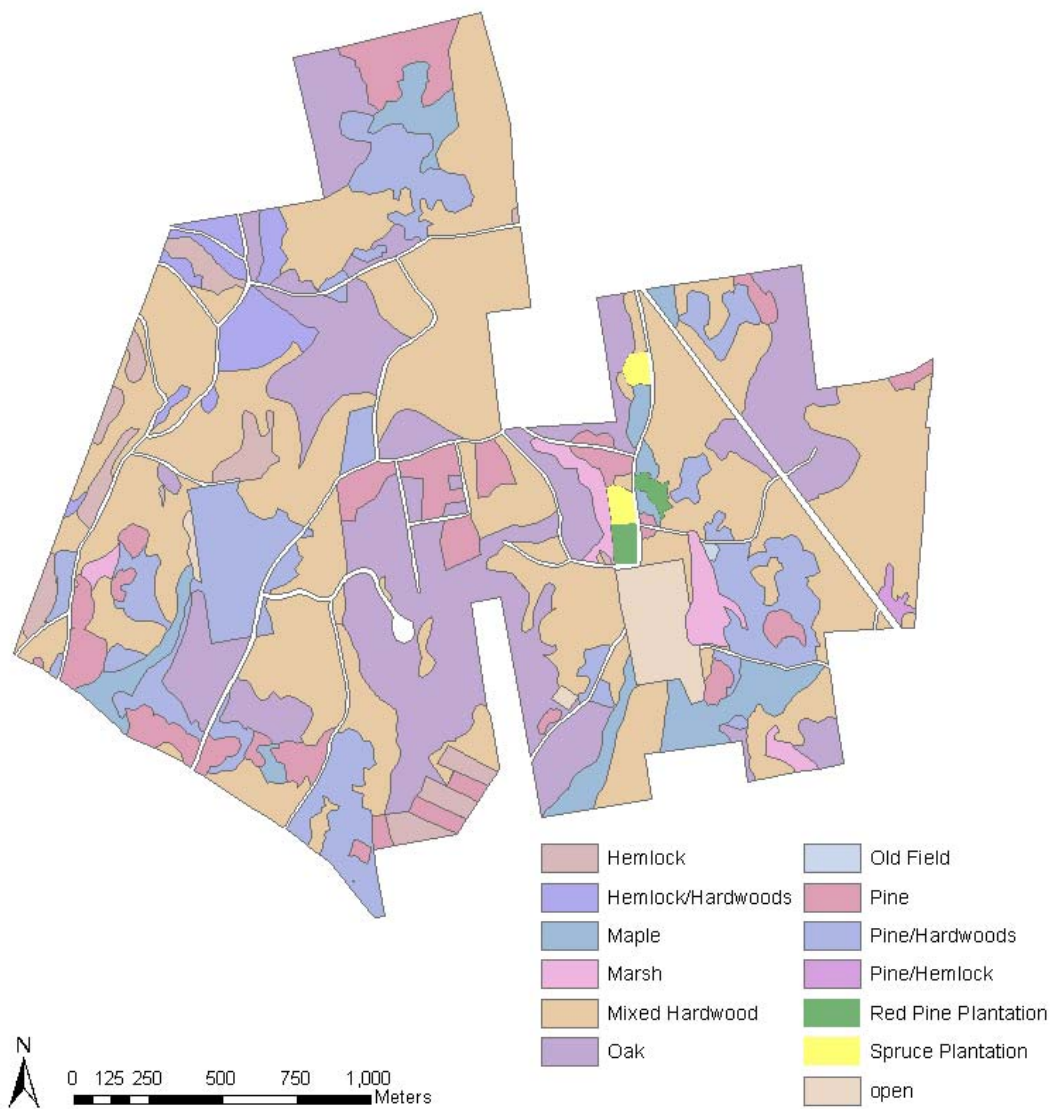 Hemlock
Hemlock/Hardwoods
Maple
Marsh
Mixed Hardwood
Oak
Old Field
Pine
Pine/Hardwoods
Pine/Hemlock
Red Pine Plantation
Spruce Plantation
open
N
0 125 250 500 750 1,000
Meters